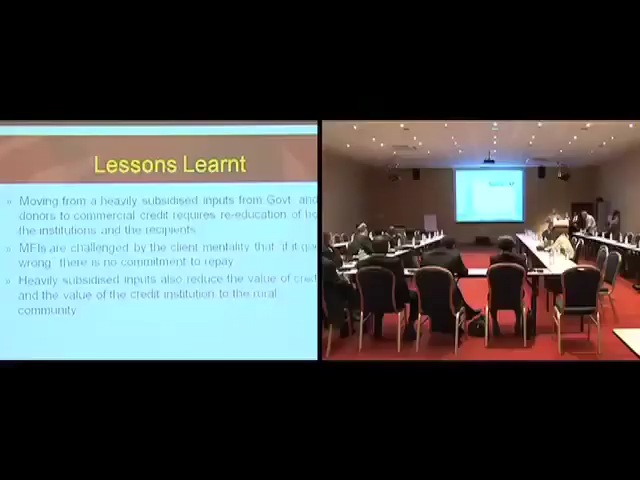 Lessons Learnt
» Moving from a heavily subsidised inputs from Govt and
donors to commercial credit requires re-education of
the institutions and the recipients
» MFIs are challenged by the client mentality that 'if it
wrong' there is no commitment to repay
» Heavily subsidised inputs also reduce the value of
and the value of the credit institution to the rural
community